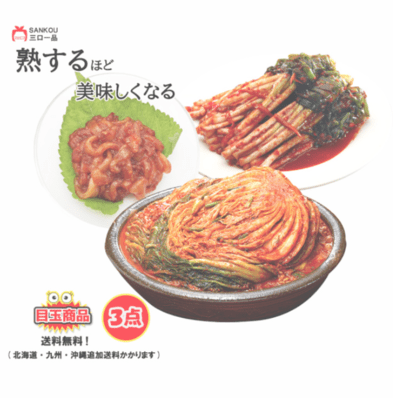 SANKOU
三口一品
熟するほど
美味しくなる
目玉商品
3点
送料無料！
（北海道・九州・沖縄追加送料かかります）